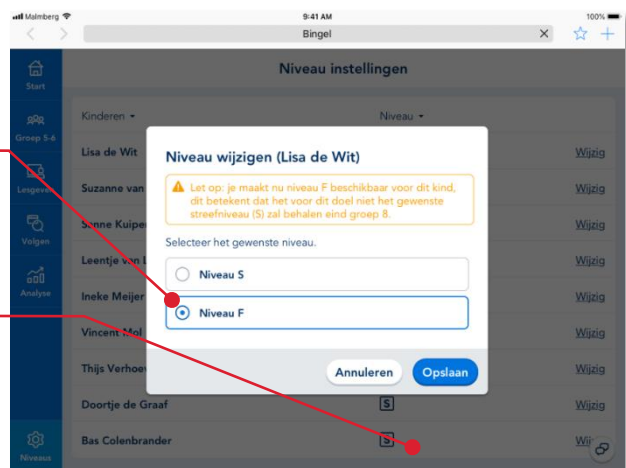 Malmberg 9:41 AM 100%
Bingel
Niveau instellingen
Start
Kinderen Niveau
Groep 5-6
Lisa de Wit Wijzig
Lesgeven
Suzanne van Wijzig
Sanne Kuiper Wijzig
Volgen
Leentje van Wijzig
Analyse
Ineke Meijer Wijzig
Vincent Mol Wijzig
Thijs Wijzig
Doortje de Graaf S Wijzig
Bas Colenbrander S
Niveaus
Niveau wijzigen (Lisa de Wit)
Let op: je maakt nu niveau F beschikbaar voor dit kind,
dit betekent dat het voor dit doel niet het gewenste
streefniveau (S) zal behalen eind groep 8.
Selecteer het gewenste niveau.
Niveau S
Niveau F
Annuleren Opslaan